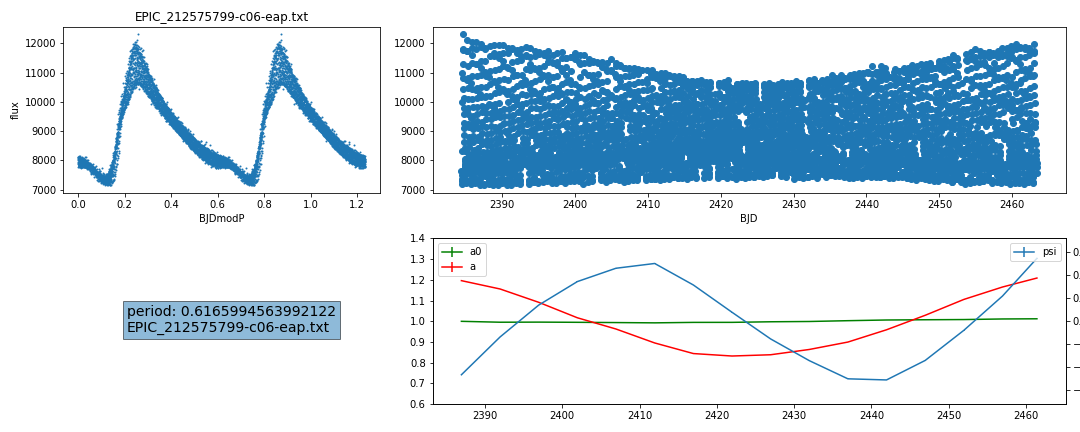 EPIC_212575799-c06-eap.txt
flux
12000
11000
10000
9000
8000
7000
0.0 0.2 0.4 0.6 0.8 1.0 1.2
BJDmodP
12000
11000
10000
9000
8000
7000
2390 2400 2410 2420 2430 2440 2450 2460
BJD
period: 0.6165994563992122
EPIC_212575799-c06-eap.txt
1.4
1.3
1.2
1.1
1.0
0.9
0.8
0.7
0.6
a0
a
psi
2390 2400 2410 2420 2430 2440 2450 2460